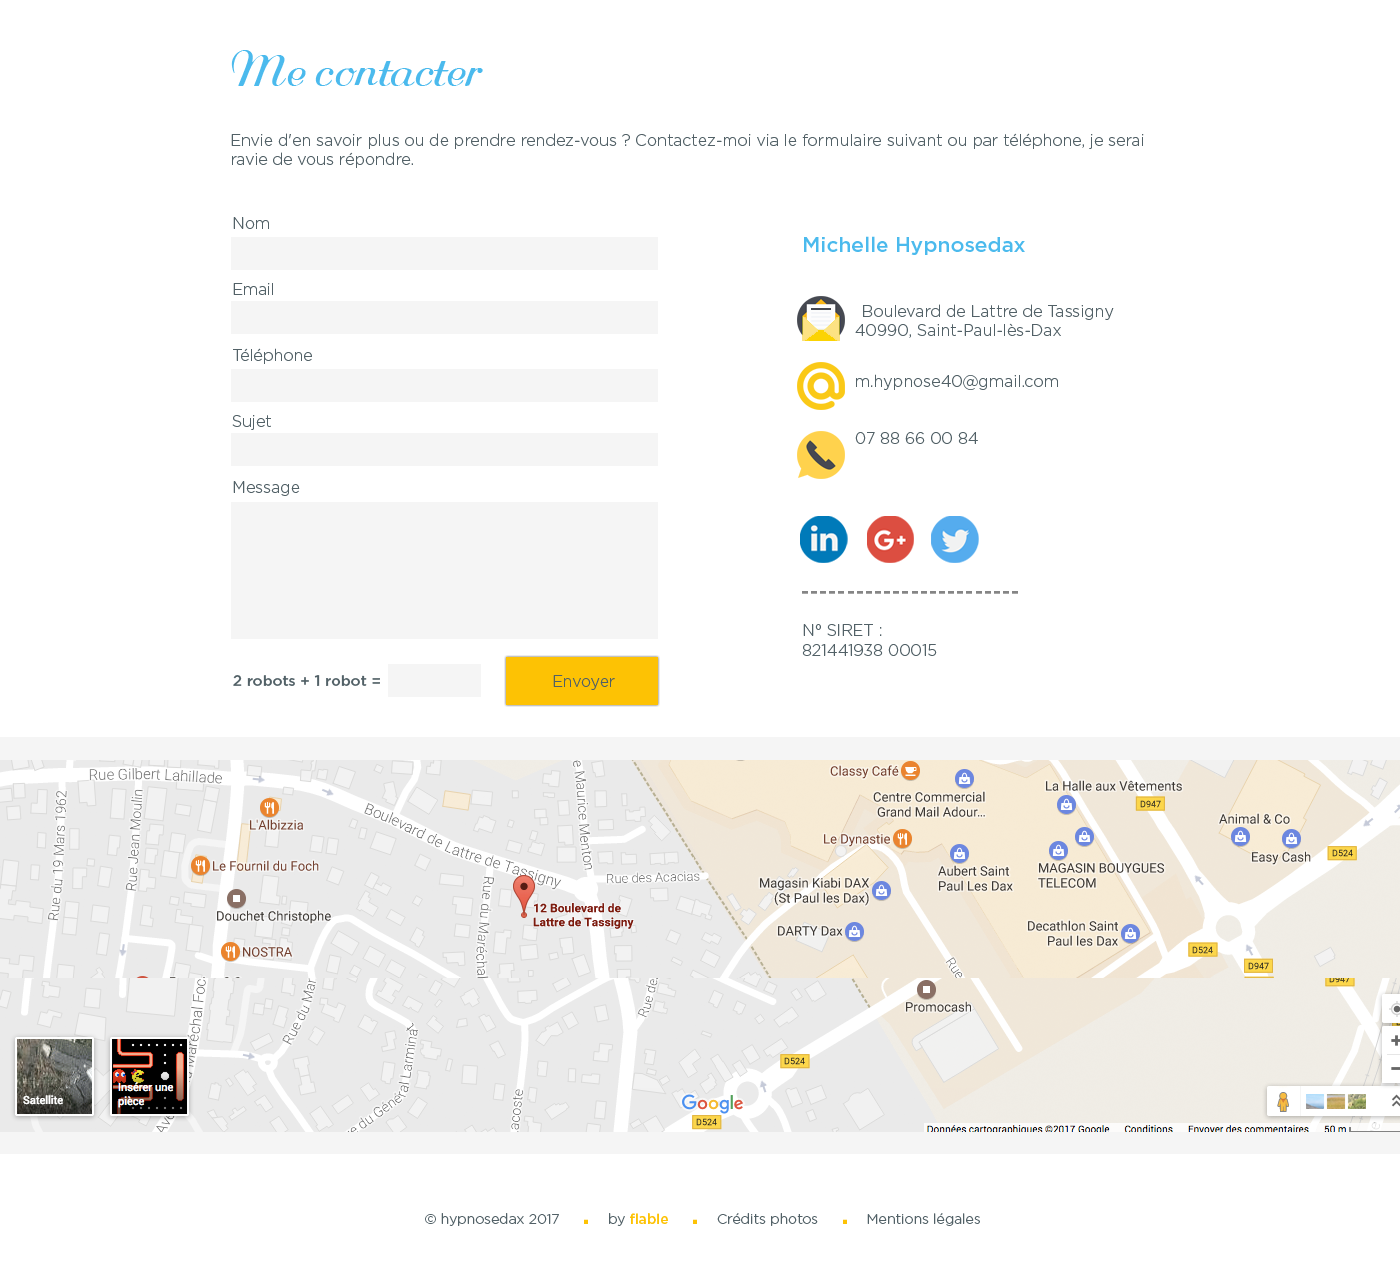 Me contacter
Envie d'en savoir plus ou de prendre rendez-vous ? Contactez-moi via le formulaire suivant ou par téléphone, je serai
ravie de vous répondre.
Nom
Email
Téléphone
Sujet
Message
2 robots + 1 robot =
Envoyer
Michelle Hypnosedax
Boulevard de Lattre de Tassigny
40990, Saint-Paul-lès-Dax
m.hypnose40@gmail.com
07 88 66 00 84
in
G+
N° SIRET :
821441938 00015
Rue Gilbert Lahillade
Rue du 19 Mars 1962
Rue Jean Moulin
L'Albizzia
Le Fournil du Foch
Douchet Christophe
NOSTRA
Boulevard de Lattre de Tassigny
e Maurice Menton
Rue des Acacias
Rue du Maréchal
12 Boulevard de
Lattre de Tassigny
Classy Café
Centre Commercial
Grand Mail Adour...
La Halle aux Vêtements
D947
Le Dynastie
Animal & Co
Easy Cash
D524
Aubert Saint
Paul Les Dax
MAGASIN BOUYGUES
TELECOM
Magasin Kiabi DAX
(St Paul les Dax)
DARTY Dax
Decathlon Saint
Paul les Dax
D524
D947
Rue
D947
Promocash
Maréchal Foc
Rue du Mar
Rue de
rue du Général Larmina
acoste
Ave
D524
D524
Satellite
Insérer une
pièce
Google
Données cartographiques ©2017 Google
Conditions
Envoyer des commentaires
50 m
© hypnosedax 2017
by flable
Crédits photos
Mentions légales